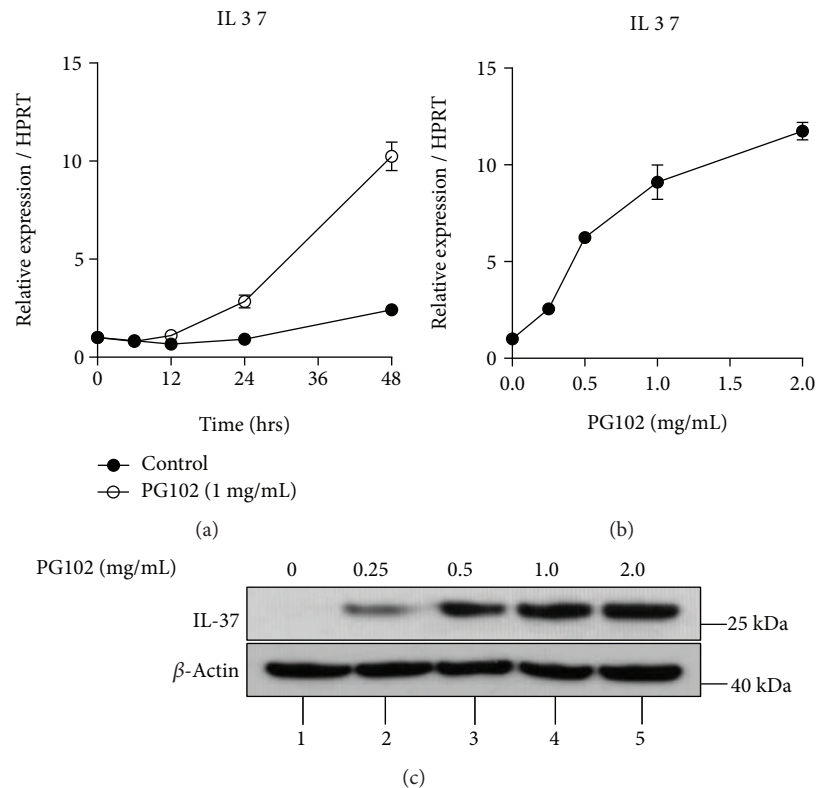 IL 3 7
15
10
5
0
Relative expression / HPRT
0 12 24 36 48
Time (hrs)
Control
PG102 (1 mg/mL)
(a)
IL 3 7
15
10
5
0
Relative expression / HPRT
0.0 0.5 1.0 1.5 2.0
PG102 (mg/mL)
(b)
PG102 (mg/mL) 0 0.25 0.5 1.0 2.0
IL-37 25 kDa
β-Actin 40 kDa
1 2 3 4 5
(c)